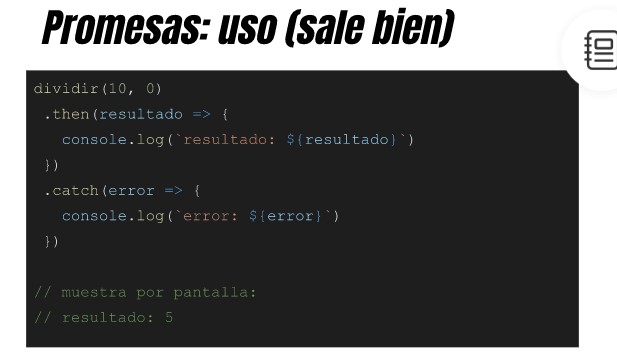 Promesas: uso (sale bien)
dividir(10, 0)
.then(resultado => {
console.log(`resultado: ${resultado}`)
})
.catch(error => {
console.log(`error: ${error}`)
})
// muestra por pantalla:
// resultado: 5